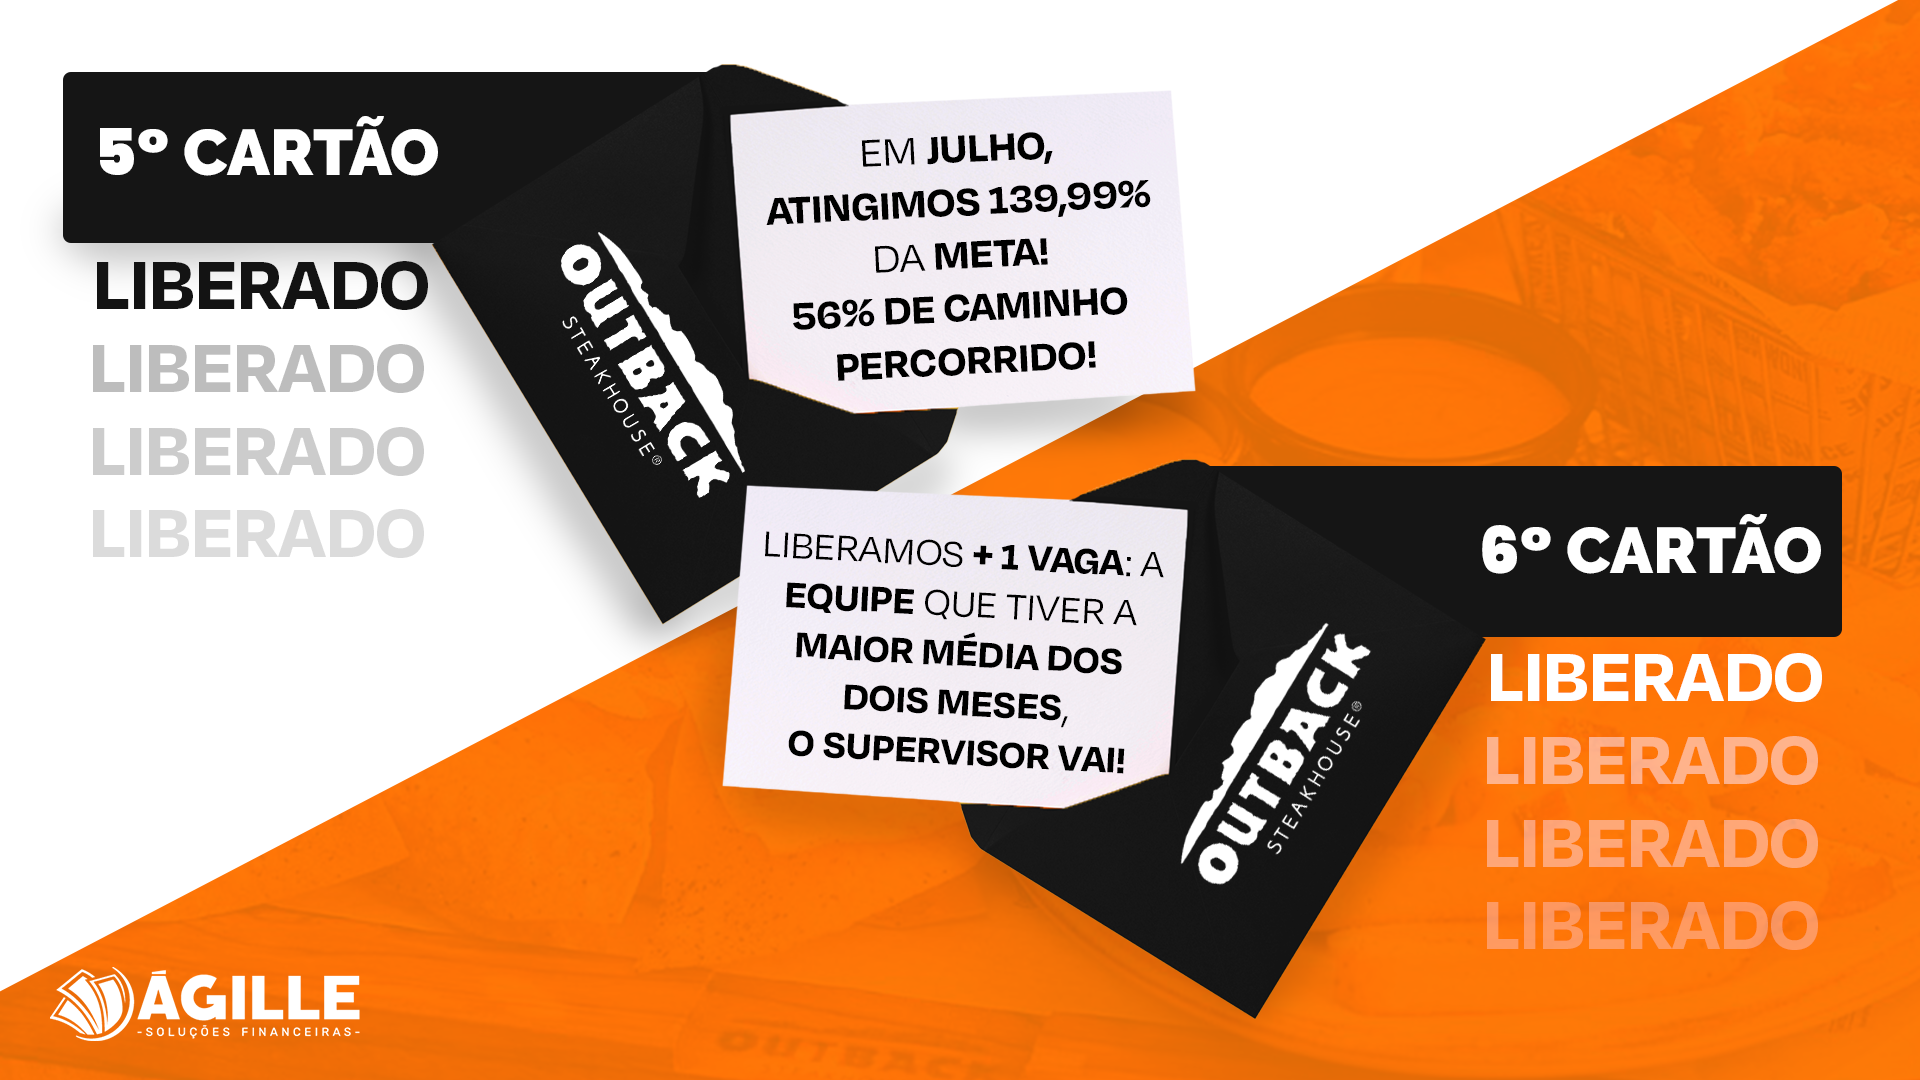 5º CARTÃO
LIBERADO
LIBERADO
LIBERADO
LIBERADO
OUTBACK
STEAKHOUSE®
EM JULHO,
ATINGIMOS 139,99%
DA META!
56% DE CAMINHO
PERCORRIDO!
LIBERAMOS + 1 VAGA: A
EQUIPE QUE TIVER A
MAIOR MÉDIA DOS
DOIS MESES,
O SUPERVISOR VAI!
6º CARTÃO
LIBERADO
LIBERADO
LIBERADO
LIBERADO
OUTBACK
STEAKHOUSE®
ÁGILLE
-SOLUÇÕES FINANCEIRAS-
OUTBACK